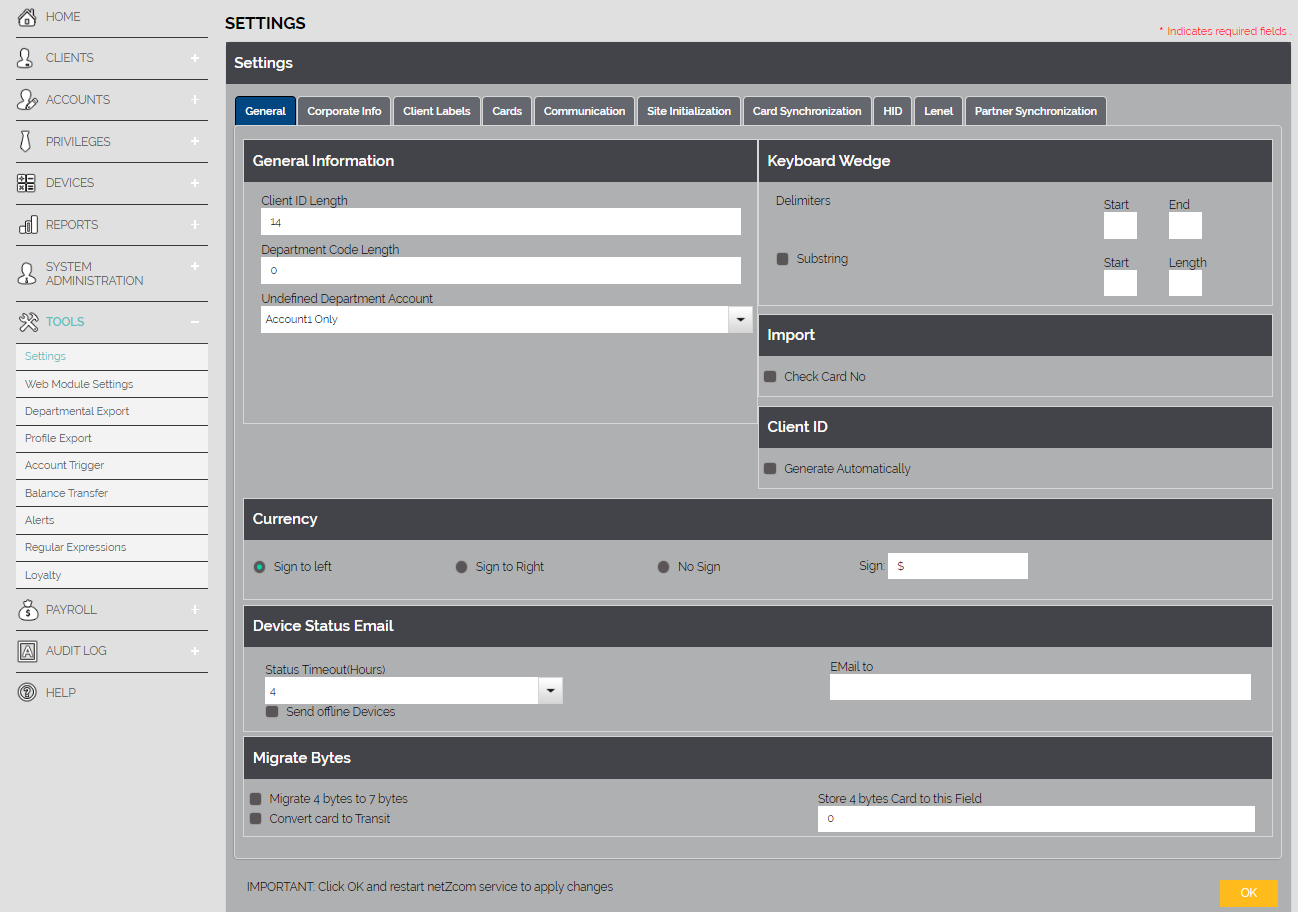 HOME
CLIENTS
ACCOUNTS
PRIVILEGES
DEVICES
REPORTS
SYSTEM
ADMINISTRATION
TOOLS
Settings
Web Module Settings
Departmental Export
Profile Export
Account Trigger
Balance Transfer
Alerts
Regular Expressions
Loyalty
PAYROLL
AUDIT LOG
HELP
SETTINGS
* Indicates required fields .
Settings
General Corporate Info Client Labels Cards Communication Site Initialization Card Synchronization HID Lenel Partner Synchronization
General Information
Client ID Length
14
Department Code Length
0
Undefined Department Account
Account1 Only
Keyboard Wedge
Delimiters Start End
Substring Start Length
Import
Check Card No
Client ID
Generate Automatically
Currency
Sign to left Sign to Right No Sign Sign: $
Device Status Email
Status Timeout(Hours)
4
Send offline Devices
EMail to
Migrate Bytes
Migrate 4 bytes to 7 bytes
Convert card to Transit
Store 4 bytes Card to this Field
0
IMPORTANT: Click OK and restart netZcom service to apply changes
OK